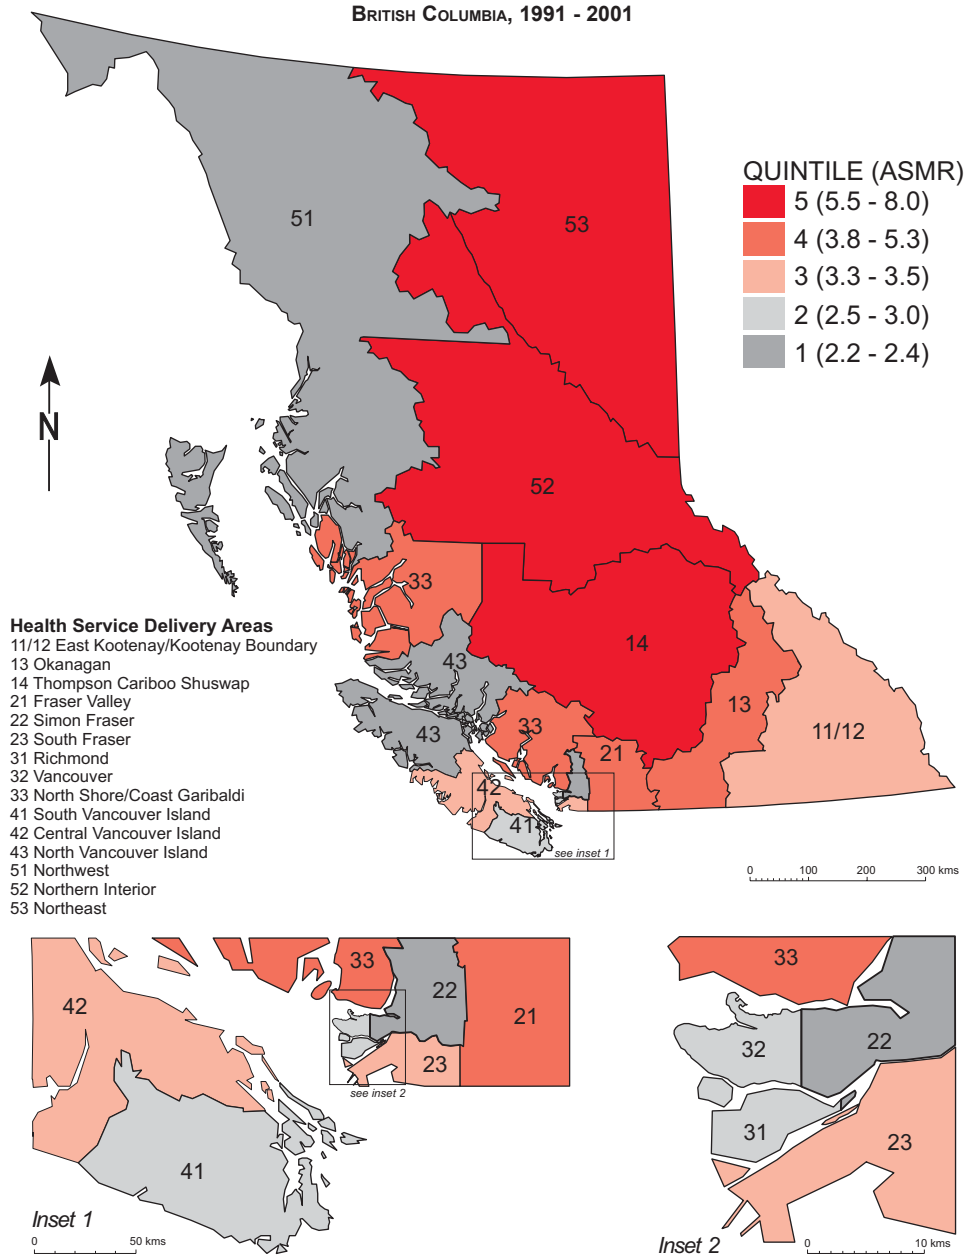 BRITISH COLUMBIA, 1991 - 2001
QUINTILE (ASMR)
5 (5.5 - 8.0)
4 (3.8 - 5.3)
3 (3.3 - 3.5)
2 (2.5 - 3.0)
1 (2.2 - 2.4)
51
53
N
52
33
14
43
13
11/12
43
33
21
42
41
see inset 1
0 100 200 300 kms
Health Service Delivery Areas
11/12 East Kootenay/Kootenay Boundary
13 Okanagan
14 Thompson Cariboo Shuswap
21 Fraser Valley
22 Simon Fraser
23 South Fraser
31 Richmond
32 Vancouver
33 North Shore/Coast Garibaldi
41 South Vancouver Island
42 Central Vancouver Island
43 North Vancouver Island
51 Northwest
52 Northern Interior
53 Northeast
33
22
42
21
23
see inset 2
41
Inset 1
0 50 kms
33
32
22
31
23
Inset 2
0 10 kms